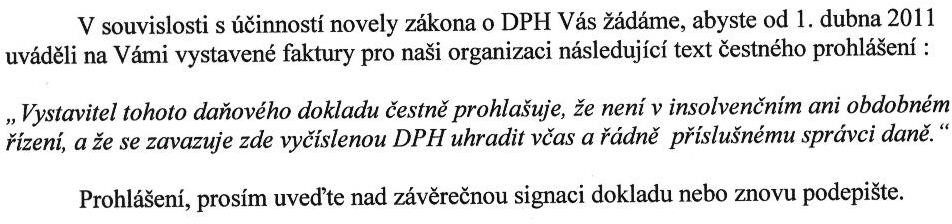 V souvislosti s účinností novely zákona o DPH Vás žádáme, abyste od 1. dubna 2011
uváděli na Vámi vystavené faktury pro naši organizaci následující text čestného prohlášení :
„Vystavitel tohoto daňového dokladu čestně prohlašuje, že není v insolvenčním ani obdobném
řízení, a že se zavazuje zde vyčíslenou DPH uhradit včas a řádně příslušnému správci daně.“
Prohlášení, prosím uveďte nad závěrečnou signaci dokladu nebo znovu podepište.